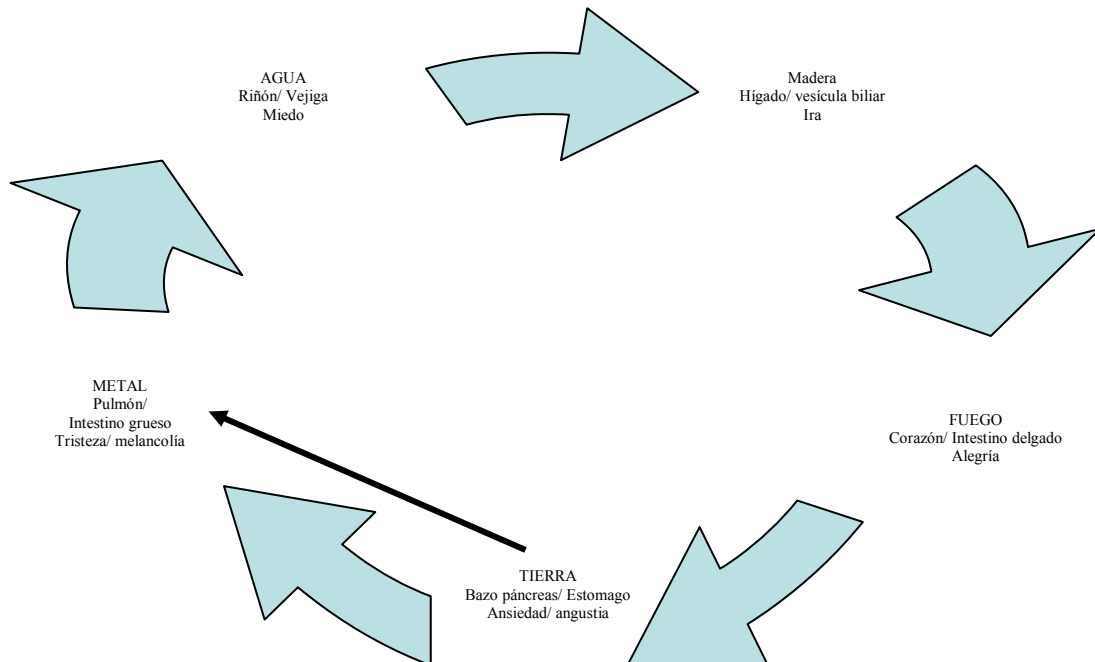 AGUA
Riñón/ Vejiga
Miedo
Madera
Hígado/ vesícula biliar
Ira
METAL
Pulmón/
Intestino grueso
Tristeza/ melancolía
FUEGO
Corazón/ Intestino delgado
Alegría
TIERRA
Bazo páncreas/ Estomago
Ansiedad/ angustia